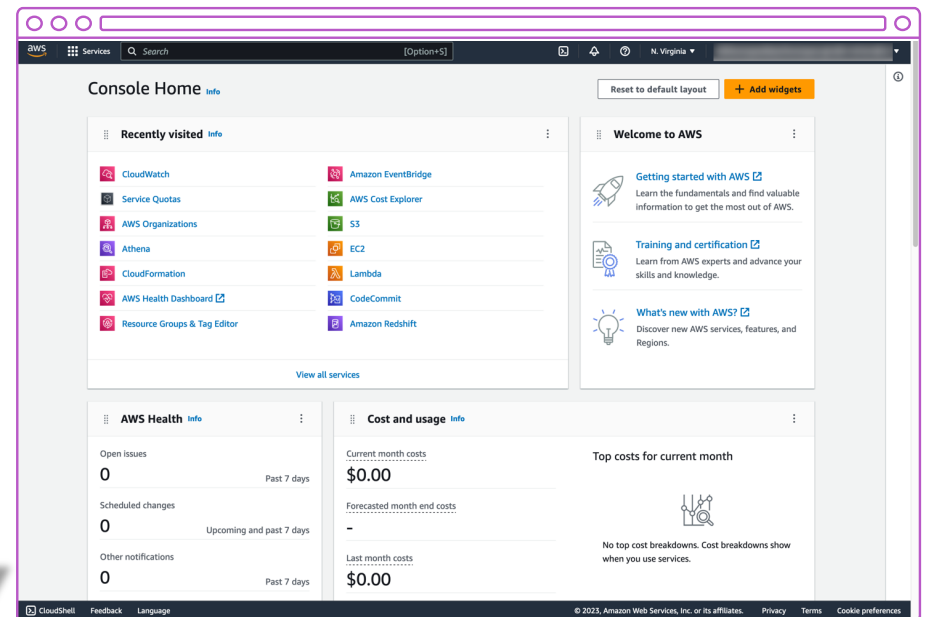 aws
Services
Search
[Option+S]
N. Virginia
Console Home Info
Reset to default layout
+ Add widgets
Recently visited Info
CloudWatch
Service Quotas
AWS Organizations
Athena
CloudFormation
AWS Health Dashboard
Resource Groups & Tag Editor
Amazon EventBridge
AWS Cost Explorer
S3
EC2
Lambda
CodeCommit
Amazon Redshift
View all services
Welcome to AWS
Getting started with AWS
Learn the fundamentals and find valuable
information to get the most out of AWS.
Training and certification
Learn from AWS experts and advance your
skills and knowledge.
What's new with AWS?
Discover new AWS services, features, and
Regions.
AWS Health Info
Open issues
0
Past 7 days
Scheduled changes
0
Upcoming and past 7 days
Other notifications
0
Past 7 days
Cost and usage Info
Current month costs
$0.00
Forecasted month end costs
-
Last month costs
$0.00
Top costs for current month
No top cost breakdowns. Cost breakdowns show
when you use services.
CloudShell
Feedback
Language
© 2023, Amazon Web Services, Inc. or its affiliates.
Privacy
Terms
Cookie preferences